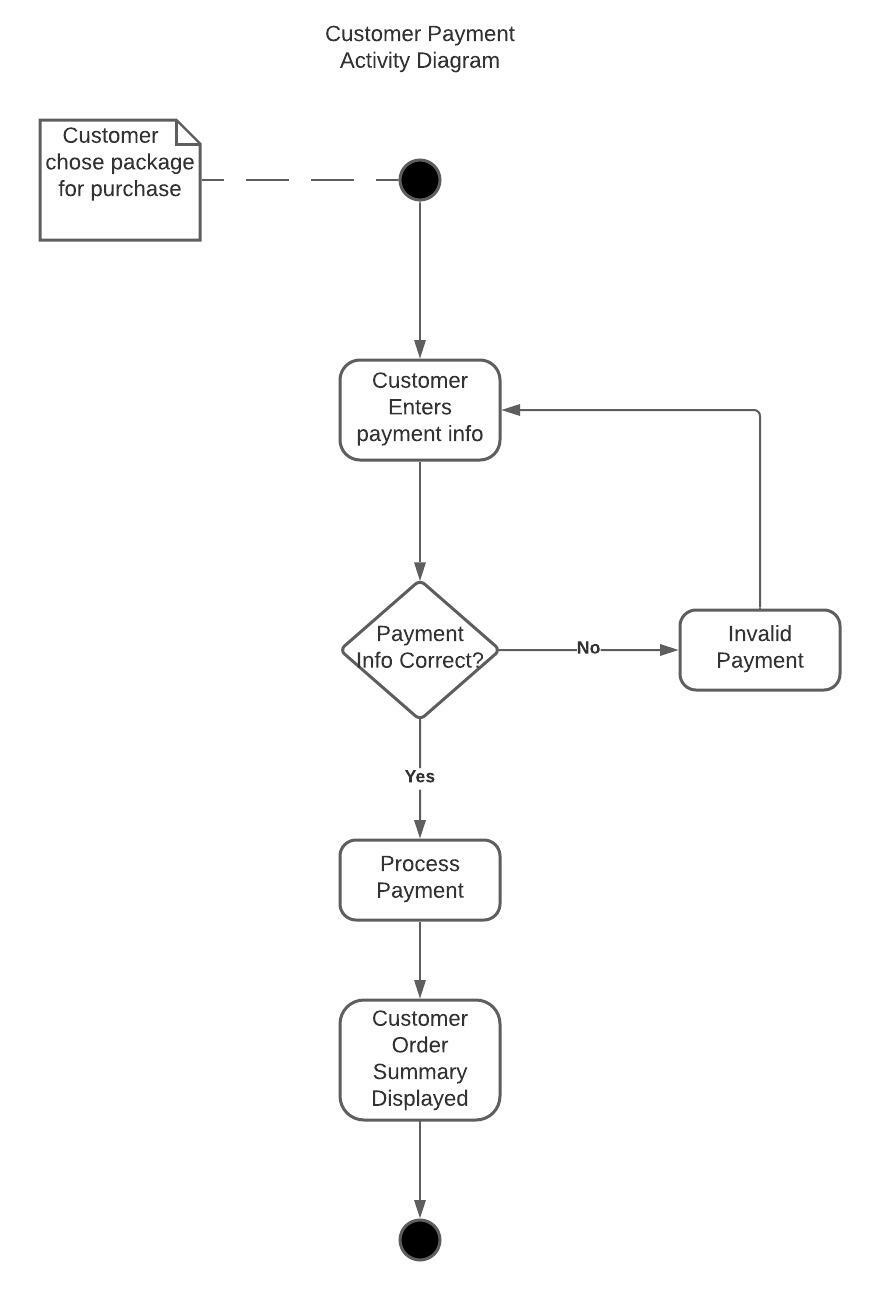 Customer Payment
Activity Diagram
Customer
chose package
for purchase
Customer
Enters
payment info
Payment
Info Correct?
No
Invalid
Payment
Yes
Process
Payment
Customer
Order
Summary
Displayed